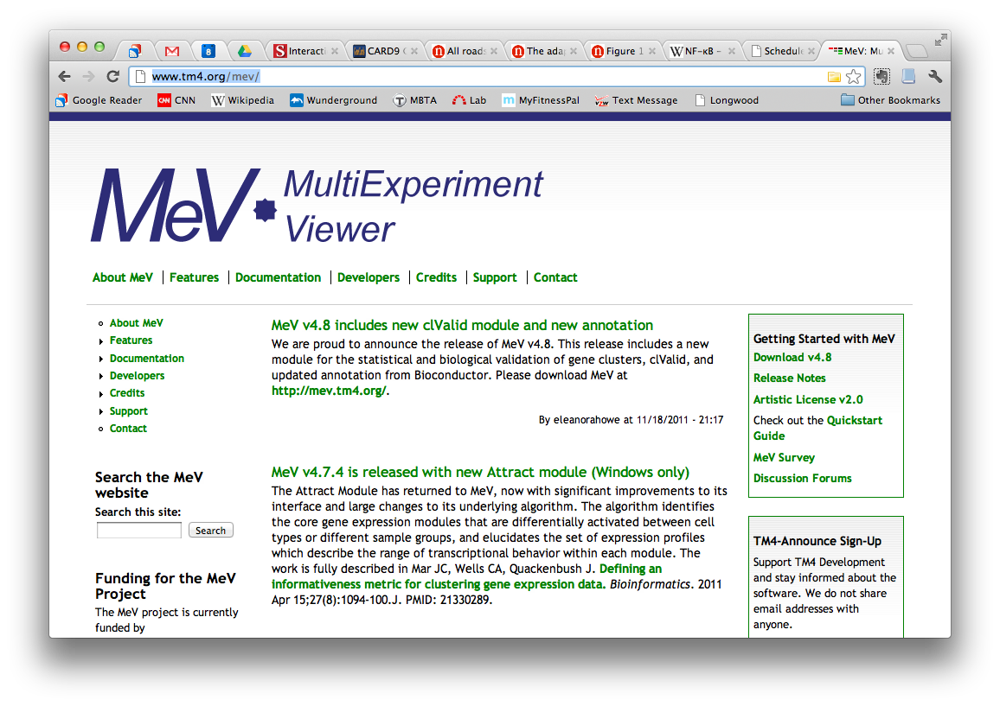 8
Interacti
CARD9
All roads
The adap
Figure 1
NF-κB -
Schedule
MeV: Mu
www.tm4.org/mev/
Google Reader
CNN
Wikipedia
Wunderground
MBTA
Lab
MyFitnessPal
Text Message
Longwood
Other Bookmarks
MeV
MultiExperiment
Viewer
About MeV
Features
Documentation
Developers
Credits
Support
Contact
About MeV
Features
Documentation
Developers
Credits
Support
Contact
Search the MeV
website
Search this site:
Search
Funding for the MeV
Project
The MeV project is currently
funded by
MeV v4.8 includes new clValid module and new annotation
We are proud to announce the release of MeV v4.8. This release includes a new
module for the statistical and biological validation of gene clusters, clValid, and
updated annotation from Bioconductor. Please download MeV at
http://mev.tm4.org/.
By eleanorahowe at 11/18/2011 - 21:17
MeV v4.7.4 is released with new Attract module (Windows only)
The Attract Module has returned to MeV, now with significant improvements to its
interface and large changes to its underlying algorithm. The algorithm identifies
the core gene expression modules that are differentially activated between cell
types or different sample groups, and elucidates the set of expression profiles
which describe the range of transcriptional behavior within each module. The
work is fully described in Mar JC, Wells CA, Quackenbush J. Defining an
informativeness metric for clustering gene expression data. Bioinformatics. 2011
Apr 15;27(8):1094-100.J. PMID: 21330289.
Getting Started with MeV
Download v4.8
Release Notes
Artistic License v2.0
Check out the Quickstart
Guide
MeV Survey
Discussion Forums
TM4-Announce Sign-Up
Support TM4 Development
and stay informed about the
software. We do not share
email addresses with
anyone.